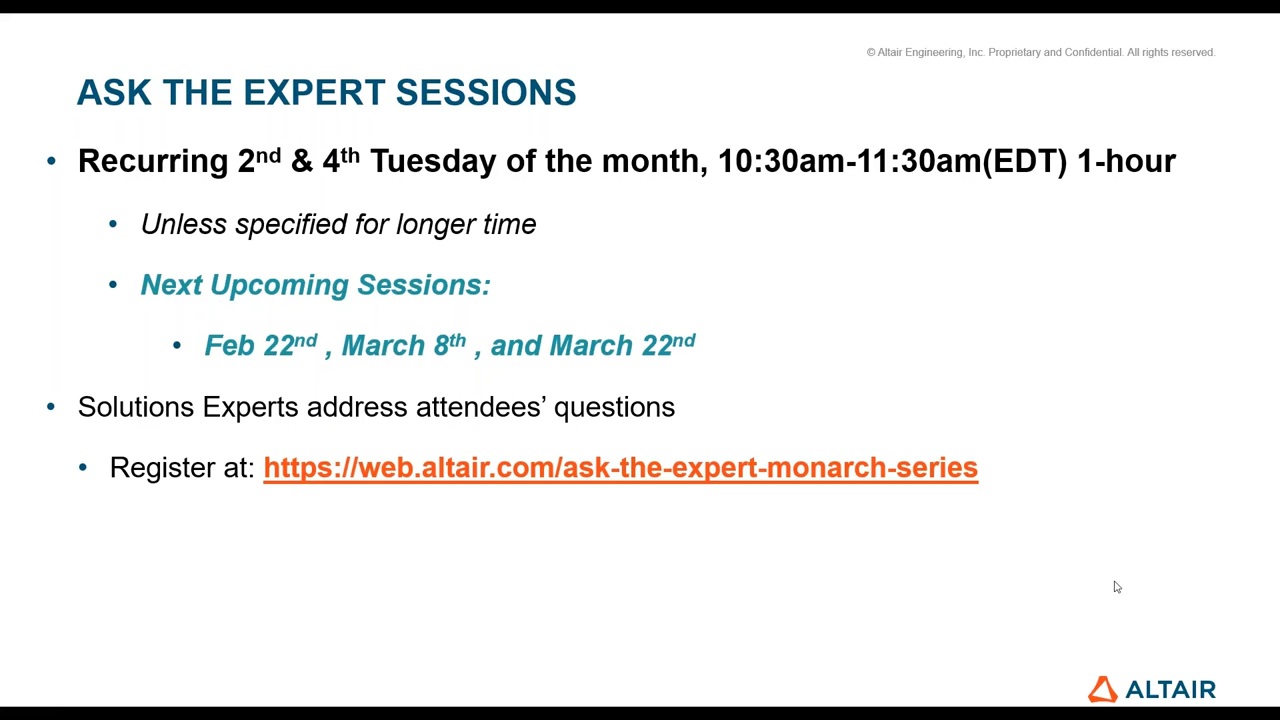 © Altair Engineering, Inc. Proprietary and Confidential. All rights reserved.
ASK THE EXPERT SESSIONS
• Recurring 2nd & 4th Tuesday of the month, 10:30am-11:30am(EDT) 1-hour
• Unless specified for longer time
• Next Upcoming Sessions:
• Feb 22nd , March 8th , and March 22nd
• Solutions Experts address attendees’ questions
• Register at: https://web.altair.com/ask-the-expert-monarch-series
ALTAIR